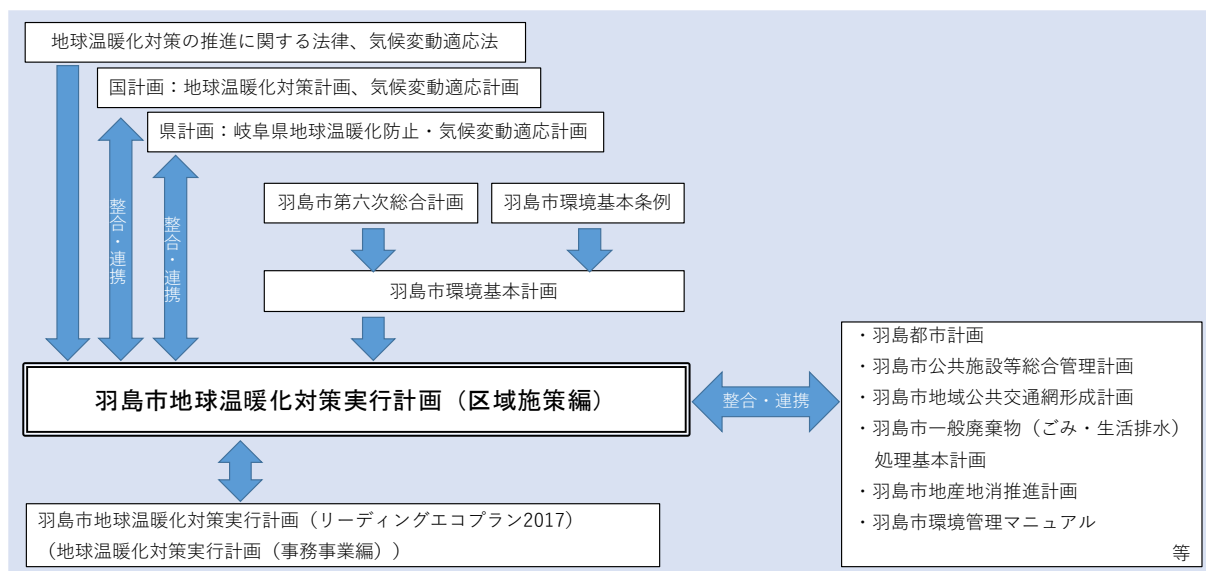 地球温暖化対策の推進に関する法律、気候変動適応法
国計画：地球温暖化対策計画、気候変動適応計画
県計画：岐阜県地球温暖化防止・気候変動適応計画
整合・連携
整合・連携
羽島市第六次総合計画
羽島市環境基本条例
羽島市環境基本計画
羽島市地球温暖化対策実行計画（区域施策編）
整合・連携
・羽島都市計画
・羽島市公共施設等総合管理計画
・羽島市地域公共交通網形成計画
・羽島市一般廃棄物（ごみ・生活排水）
処理基本計画
・羽島市地産地消推進計画
・羽島市環境管理マニュアル
等
羽島市地球温暖化対策実行計画（リーディングエコプラン2017）
（地球温暖化対策実行計画（事務事業編））